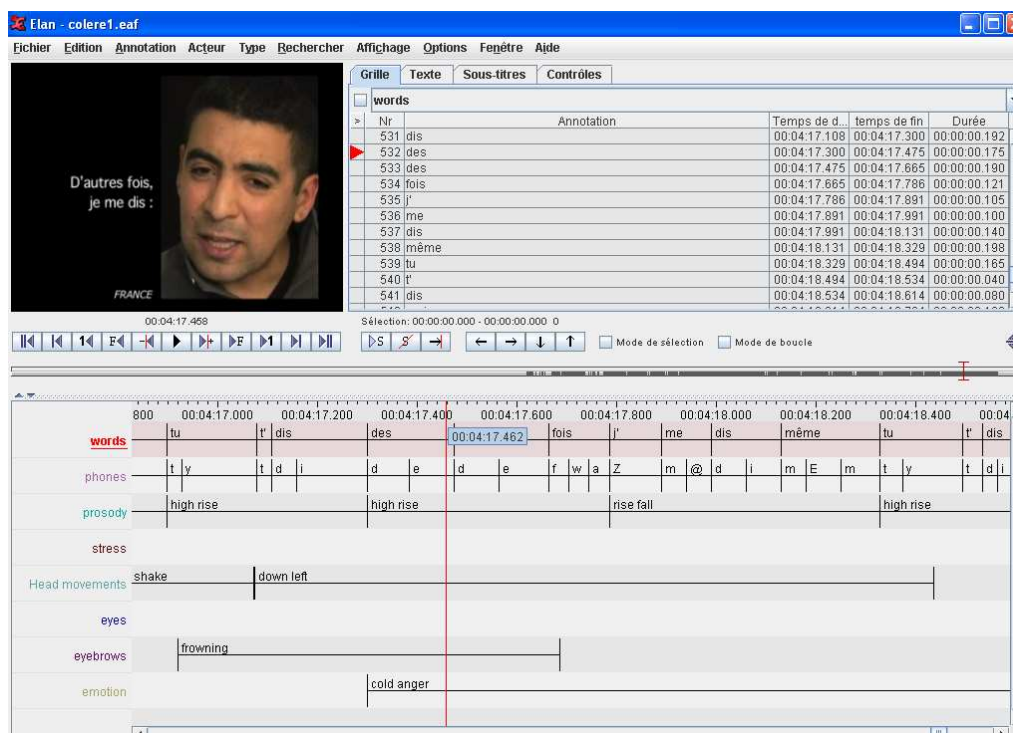 Elan - colere1.eaf
Fichier Edition Annotation Acteur Type Rechercher Affichage Options Fenêtre Aide
D'autres fois,
je me dis :
FRANCE
Grille Texte Sous-titres Contrôles
words
> Nr Annotation Temps de d... temps de fin Durée
531 dis 00:04:17.108 00:04:17.300 00:00:00.192
532 des 00:04:17.300 00:04:17.475 00:00:00.175
533 des 00:04:17.475 00:04:17.665 00:00:00.190
534 fois 00:04:17.665 00:04:17.786 00:00:00.121
535 j' 00:04:17.786 00:04:17.891 00:00:00.105
536 me 00:04:17.891 00:04:17.991 00:00:00.100
537 dis 00:04:17.991 00:04:18.131 00:00:00.140
538 même 00:04:18.131 00:04:18.329 00:00:00.198
539 tu 00:04:18.329 00:04:18.494 00:00:00.165
540 t' 00:04:18.494 00:04:18.534 00:00:00.040
541 dis 00:04:18.534 00:04:18.614 00:00:00.080
00:04:17.458
Sélection: 00:00:00.000 - 00:00:00.000 0
1 F + F 1 S S Mode de sélection Mode de boucle
800 00:04:17.000 00:04:17.200 00:04:17.400 00:04:17.600 00:04:17.800 00:04:18.000 00:04:18.200 00:04:18.400 00:04
words tu t' dis des 00:04:17.462 fois j' me dis même tu t' dis
phones t y t d i d e d e f w a Z m @ d i m E m t y t d i
prosody high rise high rise rise fall high rise
stress
Head movements shake down left
eyes
eyebrows frowning
emotion cold anger